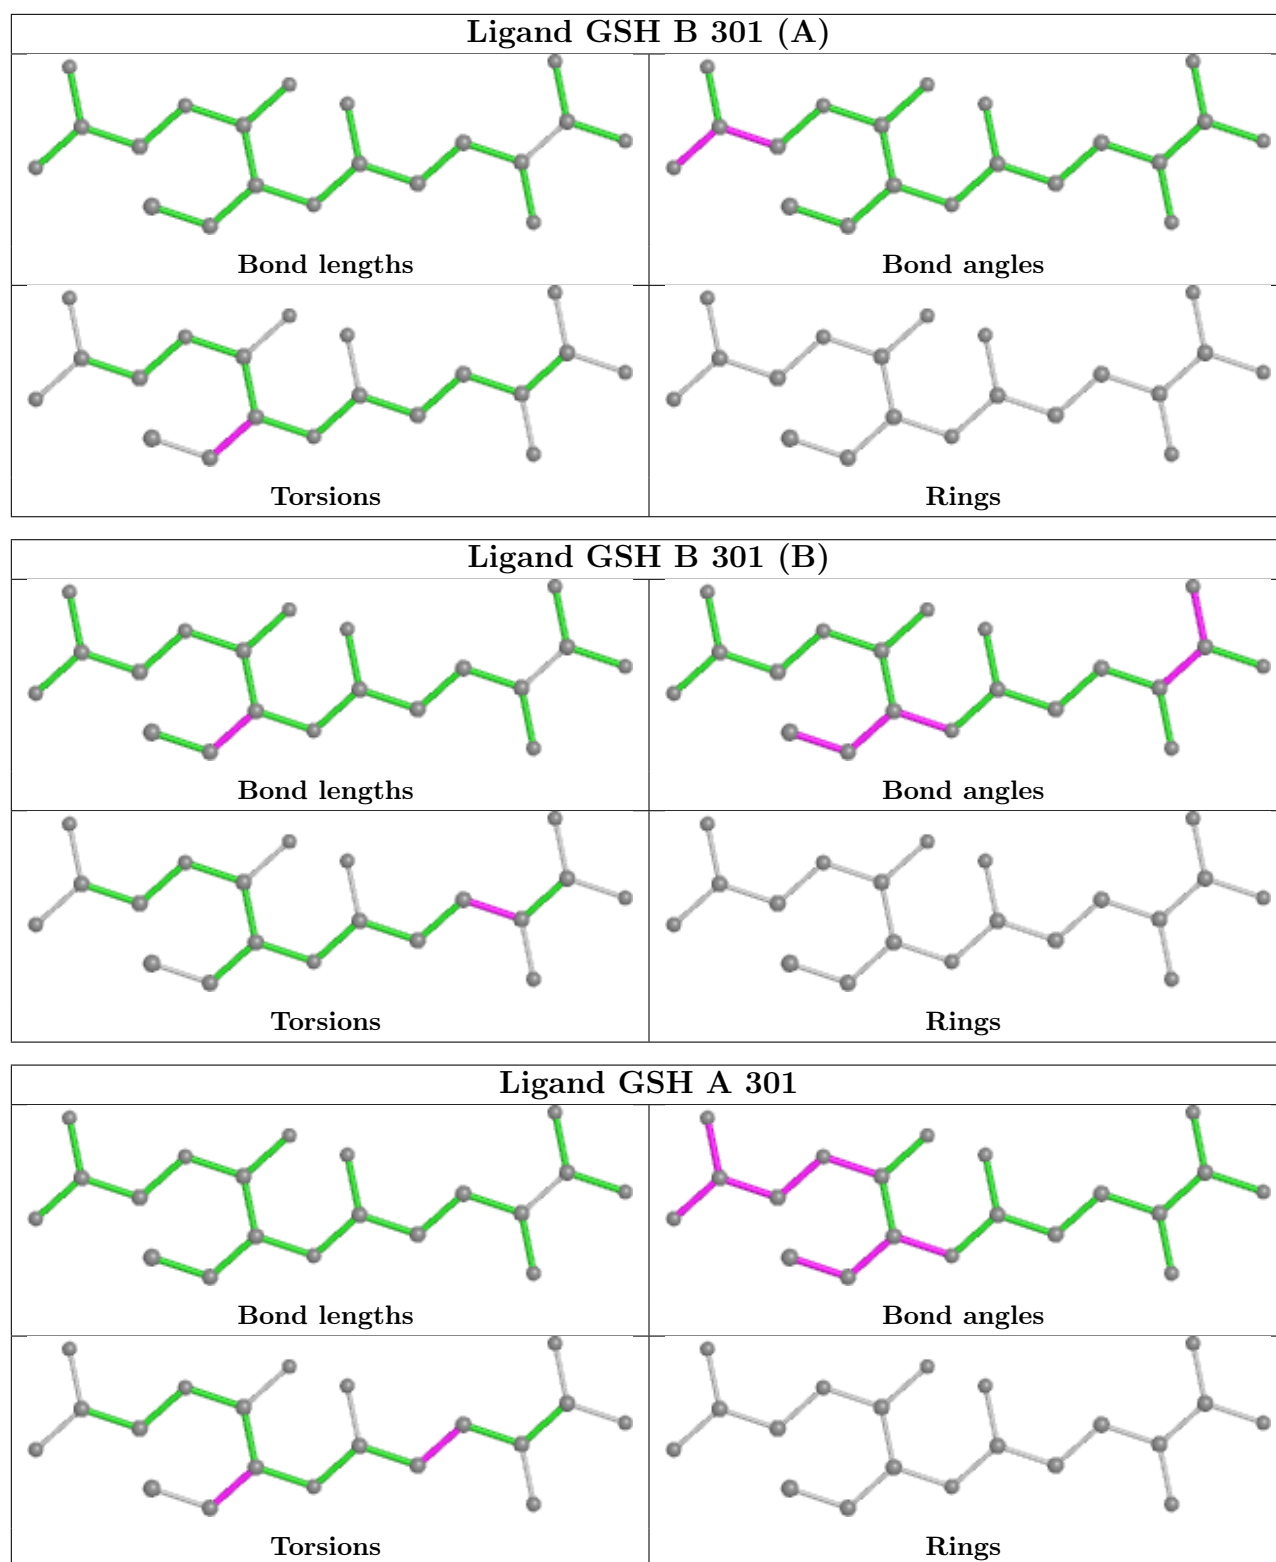 Ligand GSH B 301 (A)
Bond lengths
Bond angles
Torsions
Rings
Ligand GSH B 301 (B)
Bond lengths
Bond angles
Torsions
Rings
Ligand GSH A 301
Bond lengths
Bond angles
Torsions
Rings